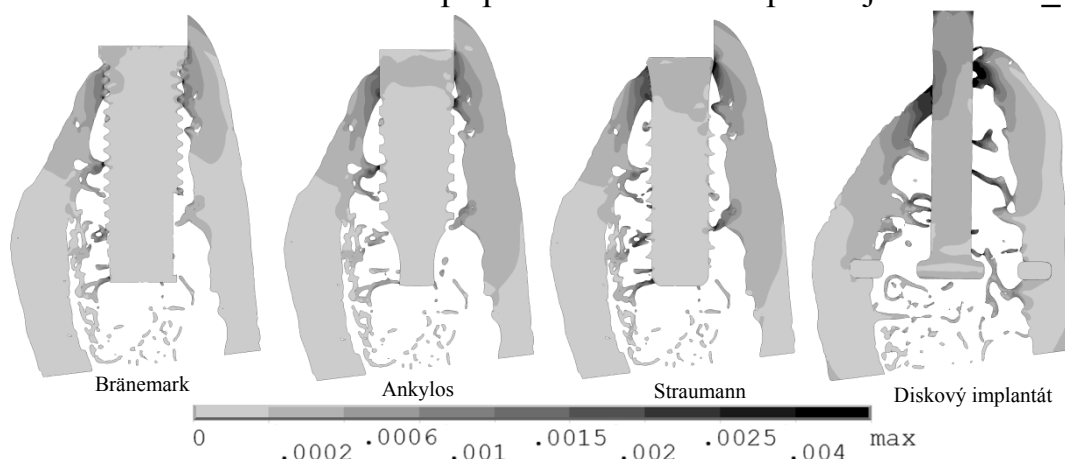 Bränemark
Ankylos
Straumann
Diskový implantát
0 .0002 .0006 .001 .0015 .002 .0025 .004 max